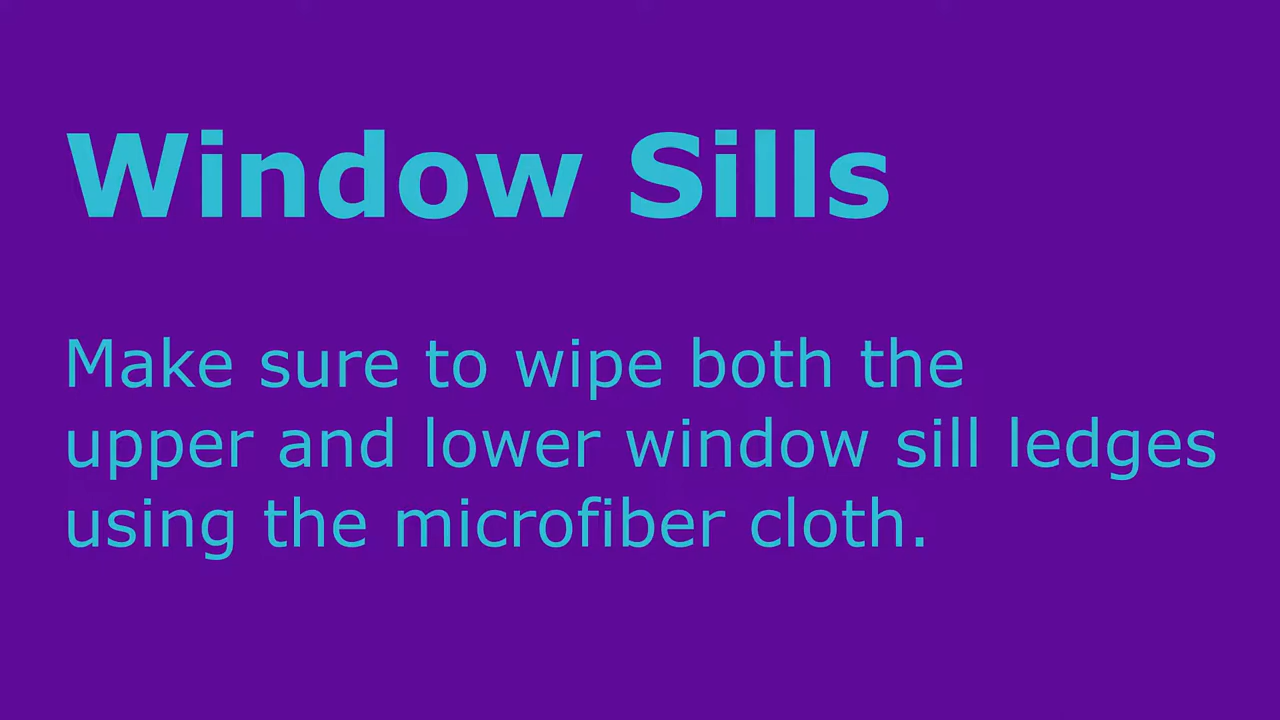 Window Sills
Make sure to wipe both the
upper and lower window sill ledges
using the microfiber cloth.